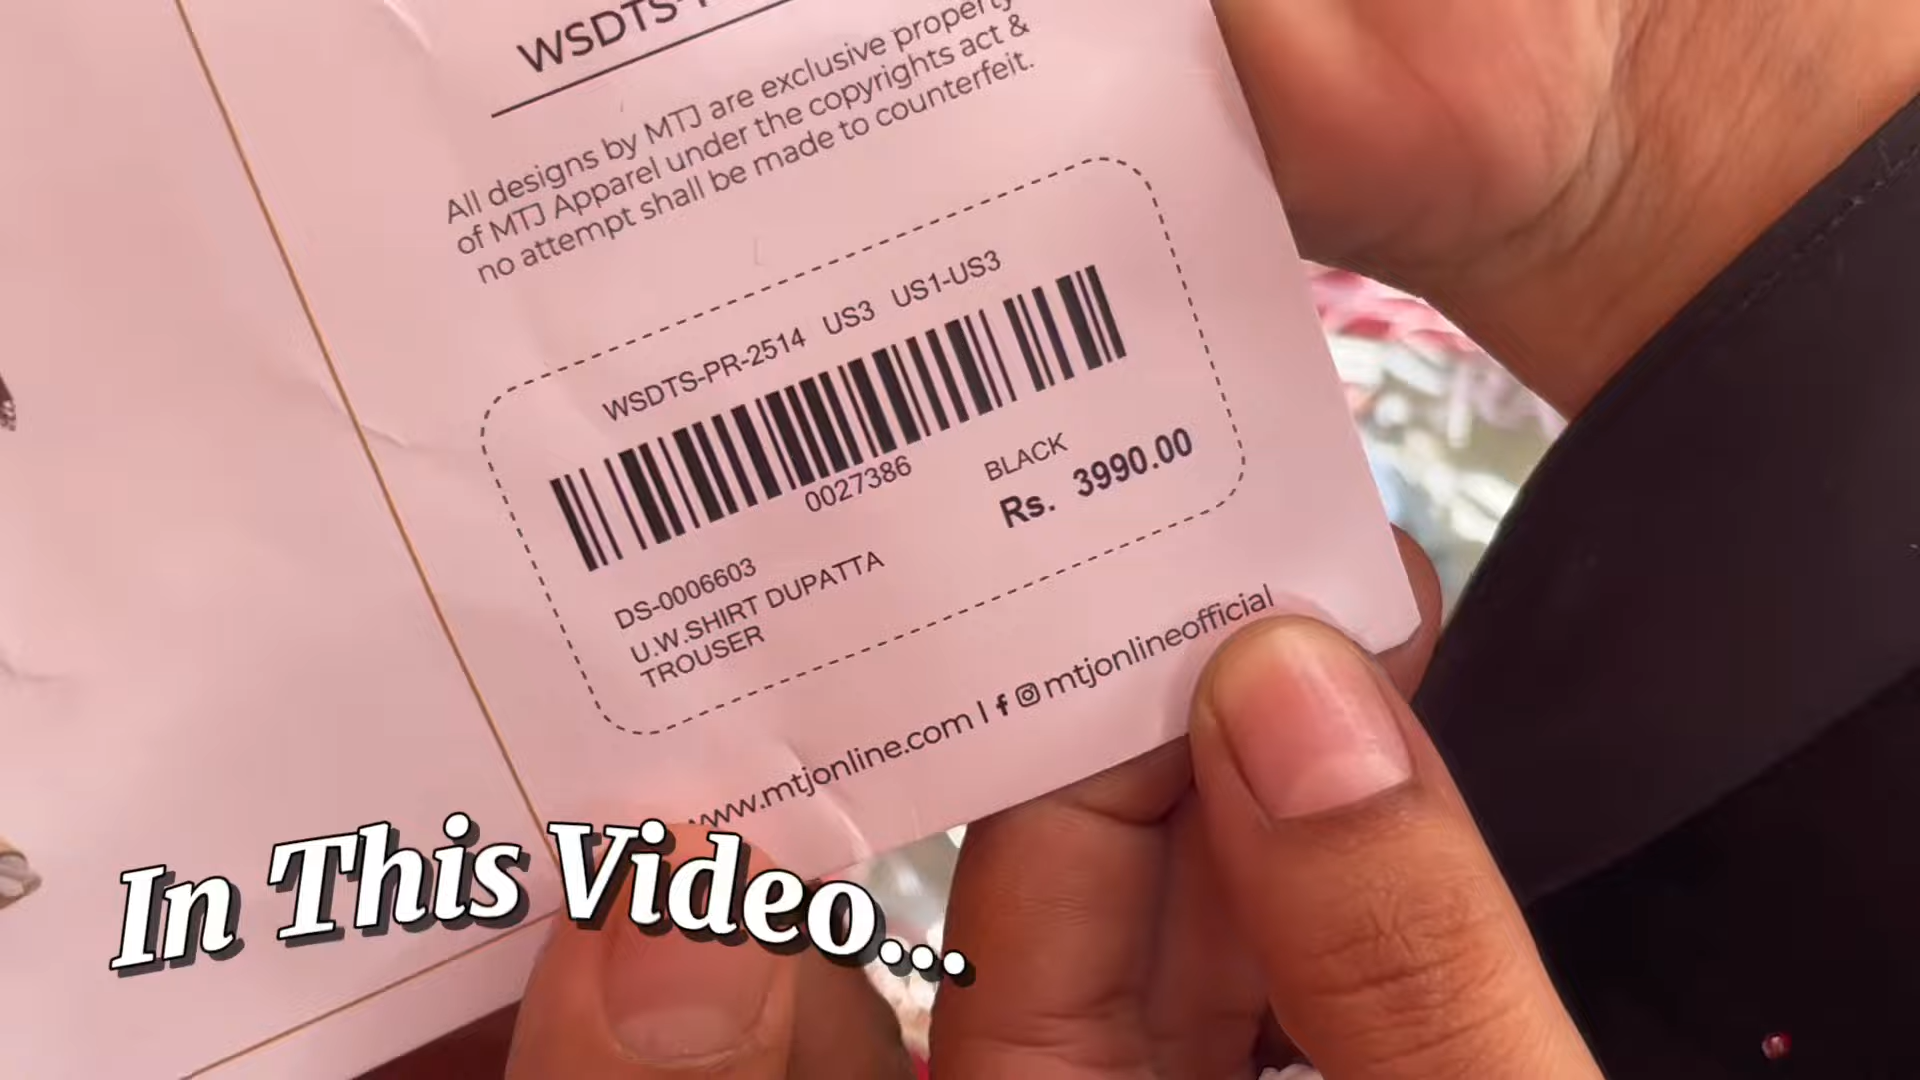 WSDTS-
All designs by MTJ are exclusive property
of MTJ Apparel under the copyrights act &
no attempt shall be made to counterfeit.
WSDTS-PR-2514 US3 US1-US3
0027386
BLACK
Rs. 3990.00
DS-0006603
U.W.SHIRT DUPATTA
TROUSER
www.mtjonline.com | mtjonlineofficial
In This Video...